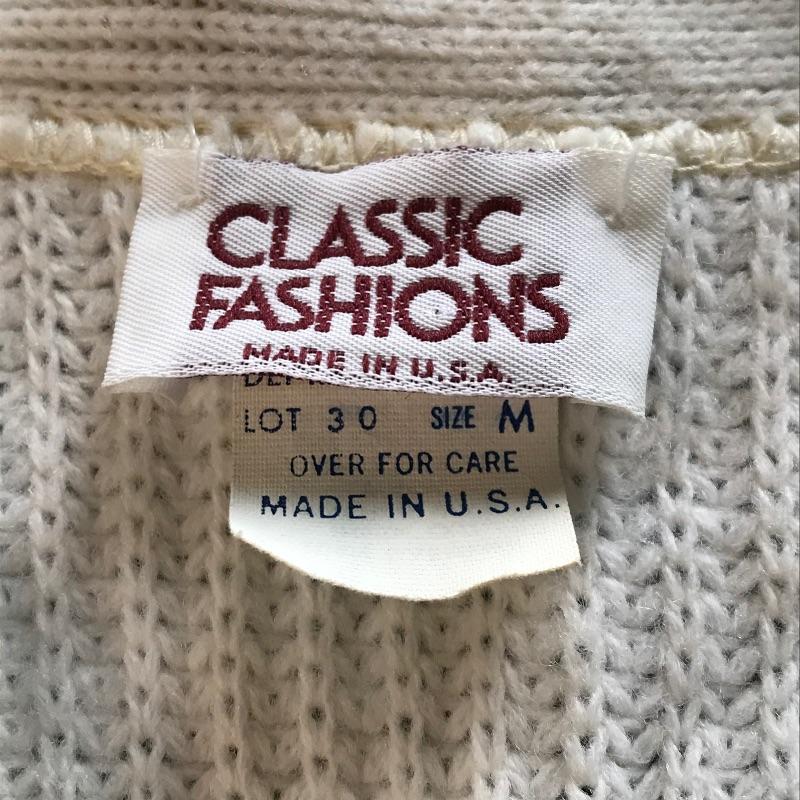 CLASSIC
FASHIONS
MADE IN U.S.A.
LOT 30 SIZE M
OVER FOR CARE
MADE IN U.S.A.